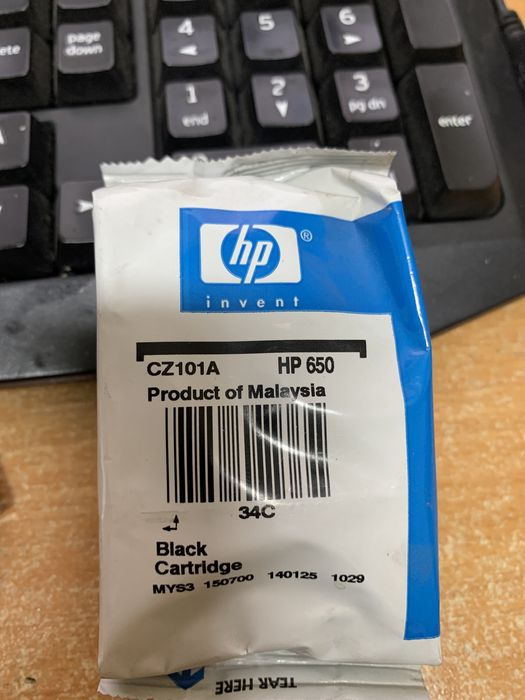 ete
page
down
4
5
6
1
end
2
3
pg dn
enter
hp ®
invent
CZ101A HP 650
Product of Malaysia
34C
Black
Cartridge
MYS3 150700 140125 1029
TEAR HERE